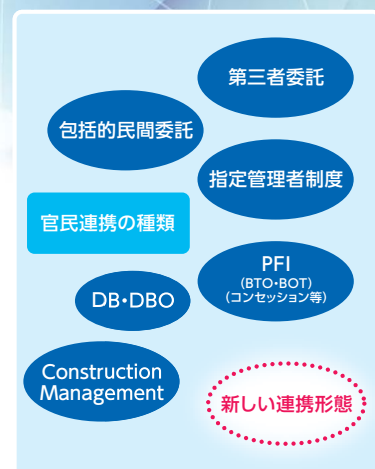 第三者委託
包括的民間委託
指定管理者制度
官民連携の種類
PFI
(BTO・BOT)
(コンセッション等)
DB・DBO
Construction
Management
新しい連携形態